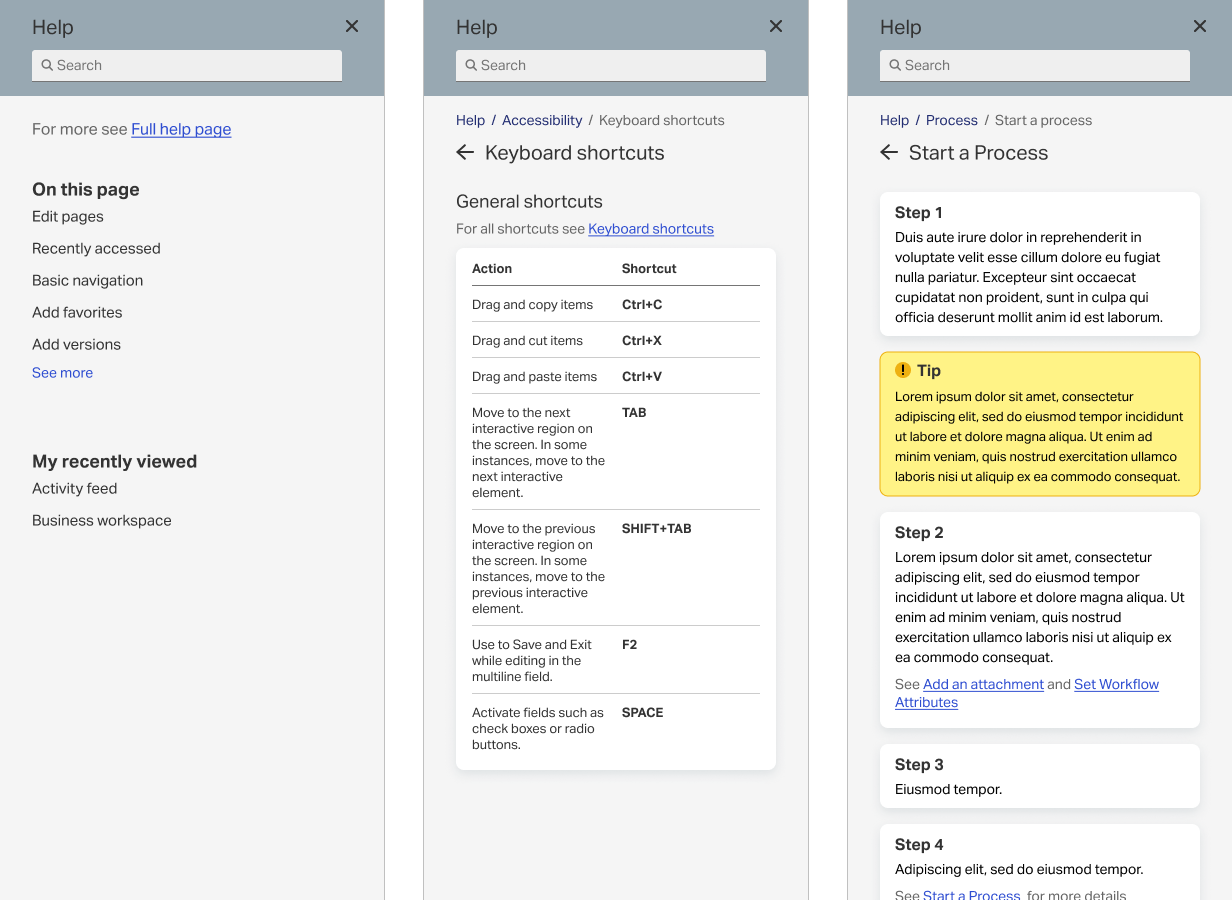 Help
Search
For more see Full help page
On this page
Edit pages
Recently accessed
Basic navigation
Add favorites
Add versions
See more
My recently viewed
Activity feed
Business workspace
Help
Search
Help / Accessibility / Keyboard shortcuts
Keyboard shortcuts
General shortcuts
For all shortcuts see Keyboard shortcuts
Action Shortcut
Drag and copy items Ctrl+C
Drag and cut items Ctrl+X
Drag and paste items Ctrl+V
Move to the next TAB
interactive region on
the screen. In some
instances, move to the
next interactive
element.
Move to the previous SHIFT+TAB
interactive region on
the screen. In some
instances, move to the
previous interactive
element.
Use to Save and Exit F2
while editing in the
multiline field.
Activate fields such as SPACE
check boxes or radio
buttons.
Help
Search
Help / Process / Start a process
Start a Process
Step 1
Duis aute irure dolor in reprehenderit in
voluptate velit esse cillum dolore eu fugiat
nulla pariatur. Excepteur sint occaecat
cupidatat non proident, sunt in culpa qui
officia deserunt mollit anim id est laborum.
Tip
Lorem ipsum dolor sit amet, consectetur
adipiscing elit, sed do eiusmod tempor incididunt
ut labore et dolore magna aliqua. Ut enim ad
minim veniam, quis nostrud exercitation ullamco
laboris nisi ut aliquip ex ea commodo consequat.
Step 2
Lorem ipsum dolor sit amet, consectetur
adipiscing elit, sed do eiusmod tempor
incididunt ut labore et dolore magna aliqua. Ut
enim ad minim veniam, quis nostrud
exercitation ullamco laboris nisi ut aliquip ex
ea commodo consequat.
See Add an attachment and Set Workflow
Attributes
Step 3
Eiusmod tempor.
Step 4
Adipiscing elit, sed do eiusmod tempor.
See Start a Process for more details